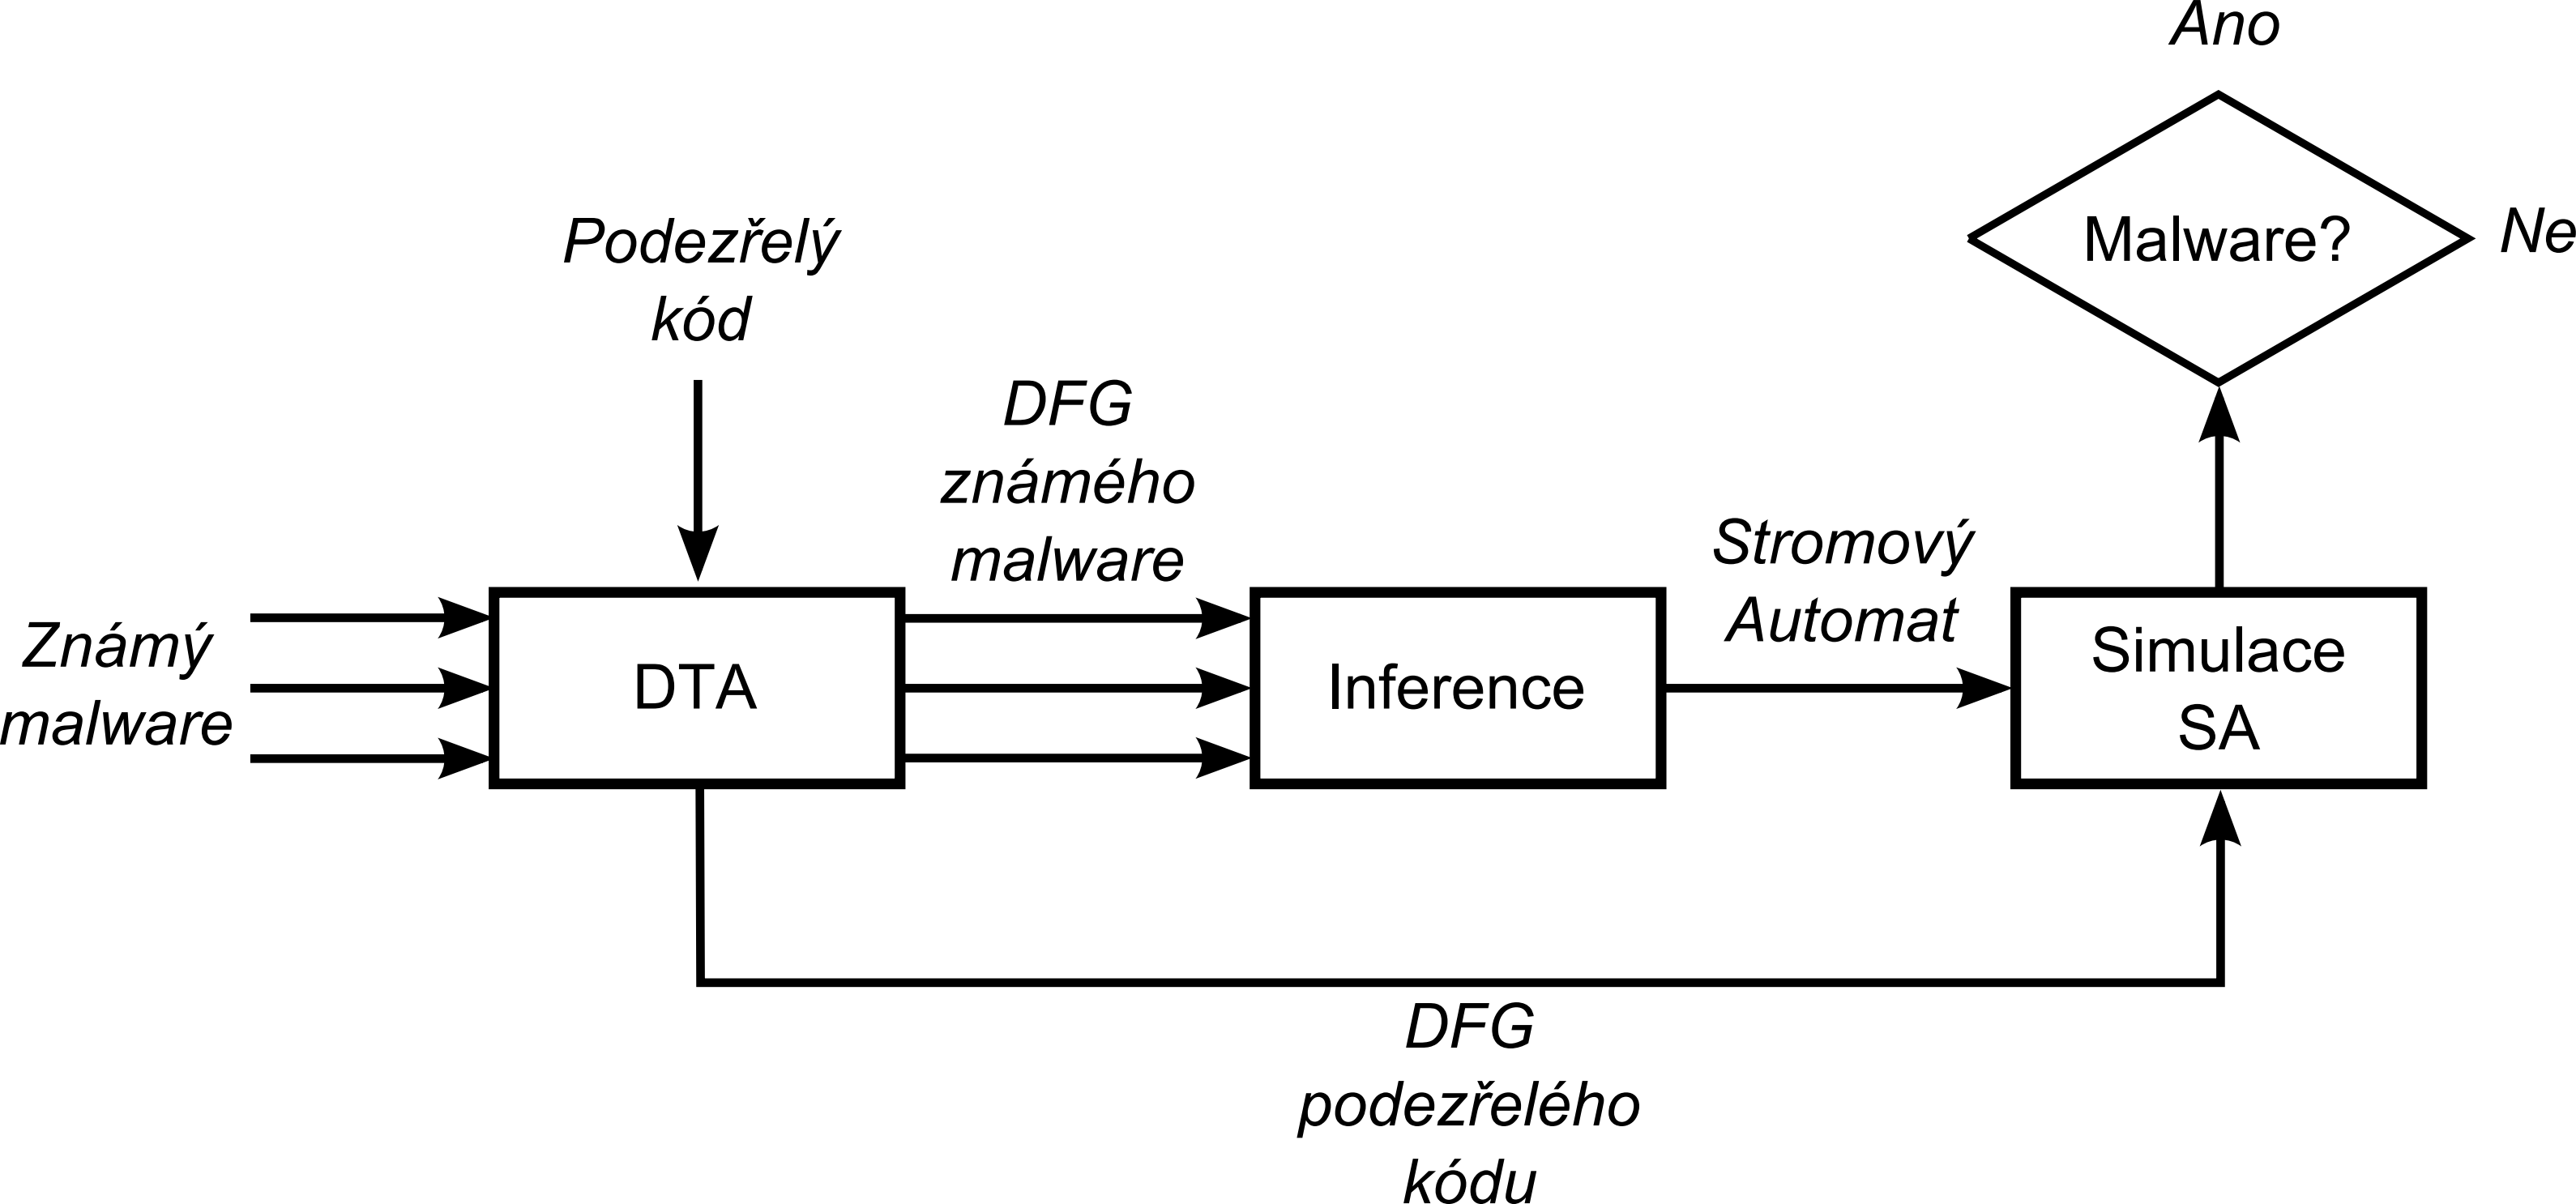 Ano
Malware?
Ne
Podezřelý
kód
DFG
známého
malware
Stromový
Automat
Známý
malware
DTA
Inference
Simulace
SA
DFG
podezřelého
kódu